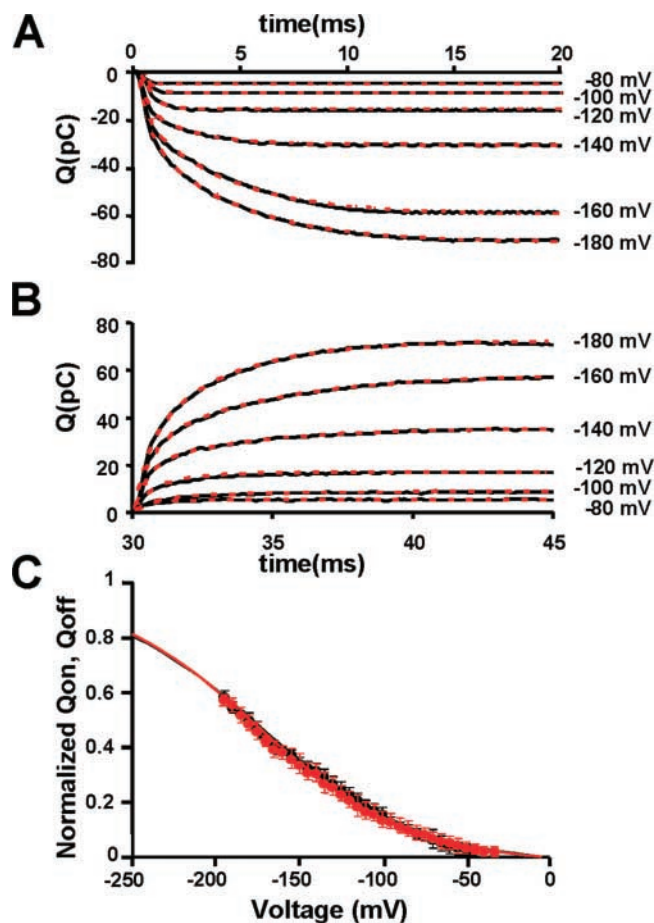 A
time(ms)
0 5 10 15 20
0
-20
-40
-60
-80
Q(pC)
-80 mV
-100 mV
-120 mV
-140 mV
-160 mV
-180 mV
B
80
60
40
20
0
Q(pC)
-180 mV
-160 mV
-140 mV
-120 mV
-100 mV
-80 mV
30 35 40 45
time(ms)
C
1
0.8
0.6
0.4
0.2
0
Normalized Qon, Qoff
-250 -200 -150 -100 -50 0
Voltage (mV)